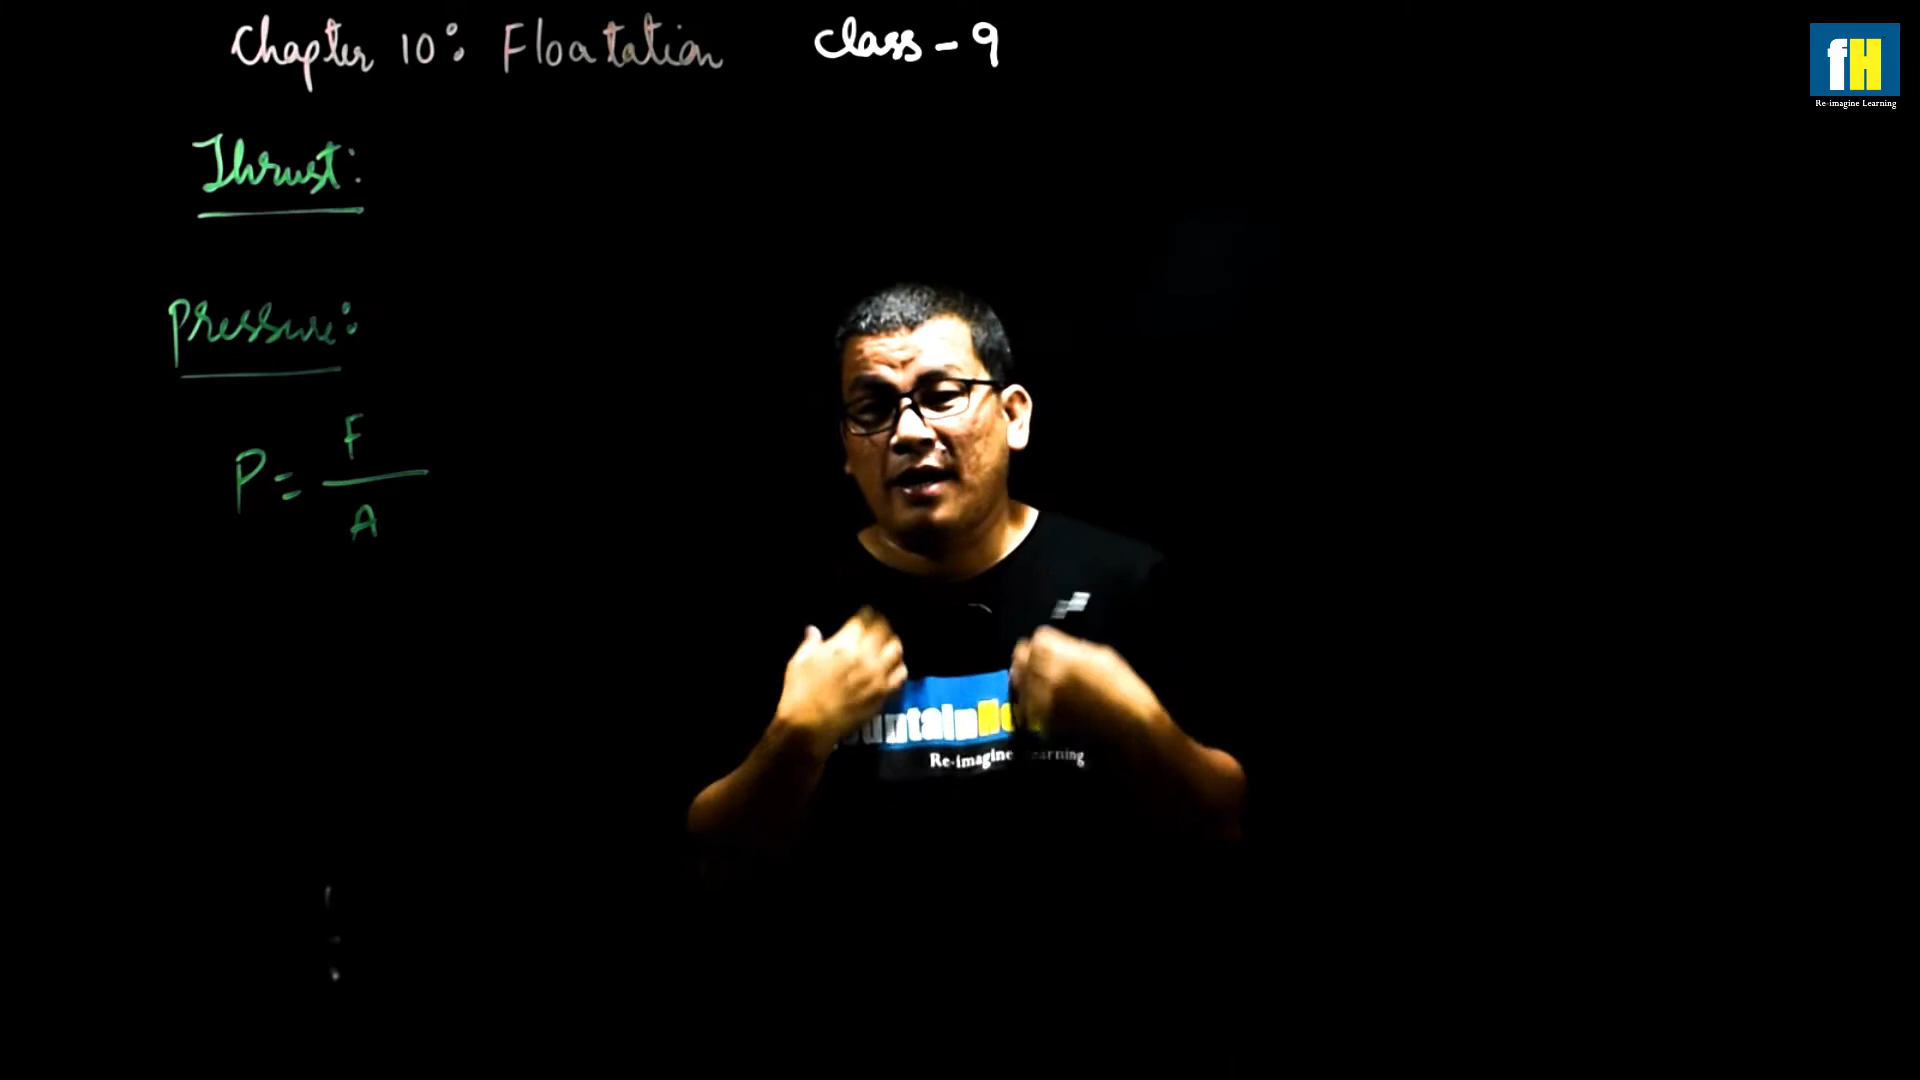 Chapter 10: Floatation Class - 9
fH
Re-imagine Learning
Thrust:
Pressure:
P = F
A
Re-imagine